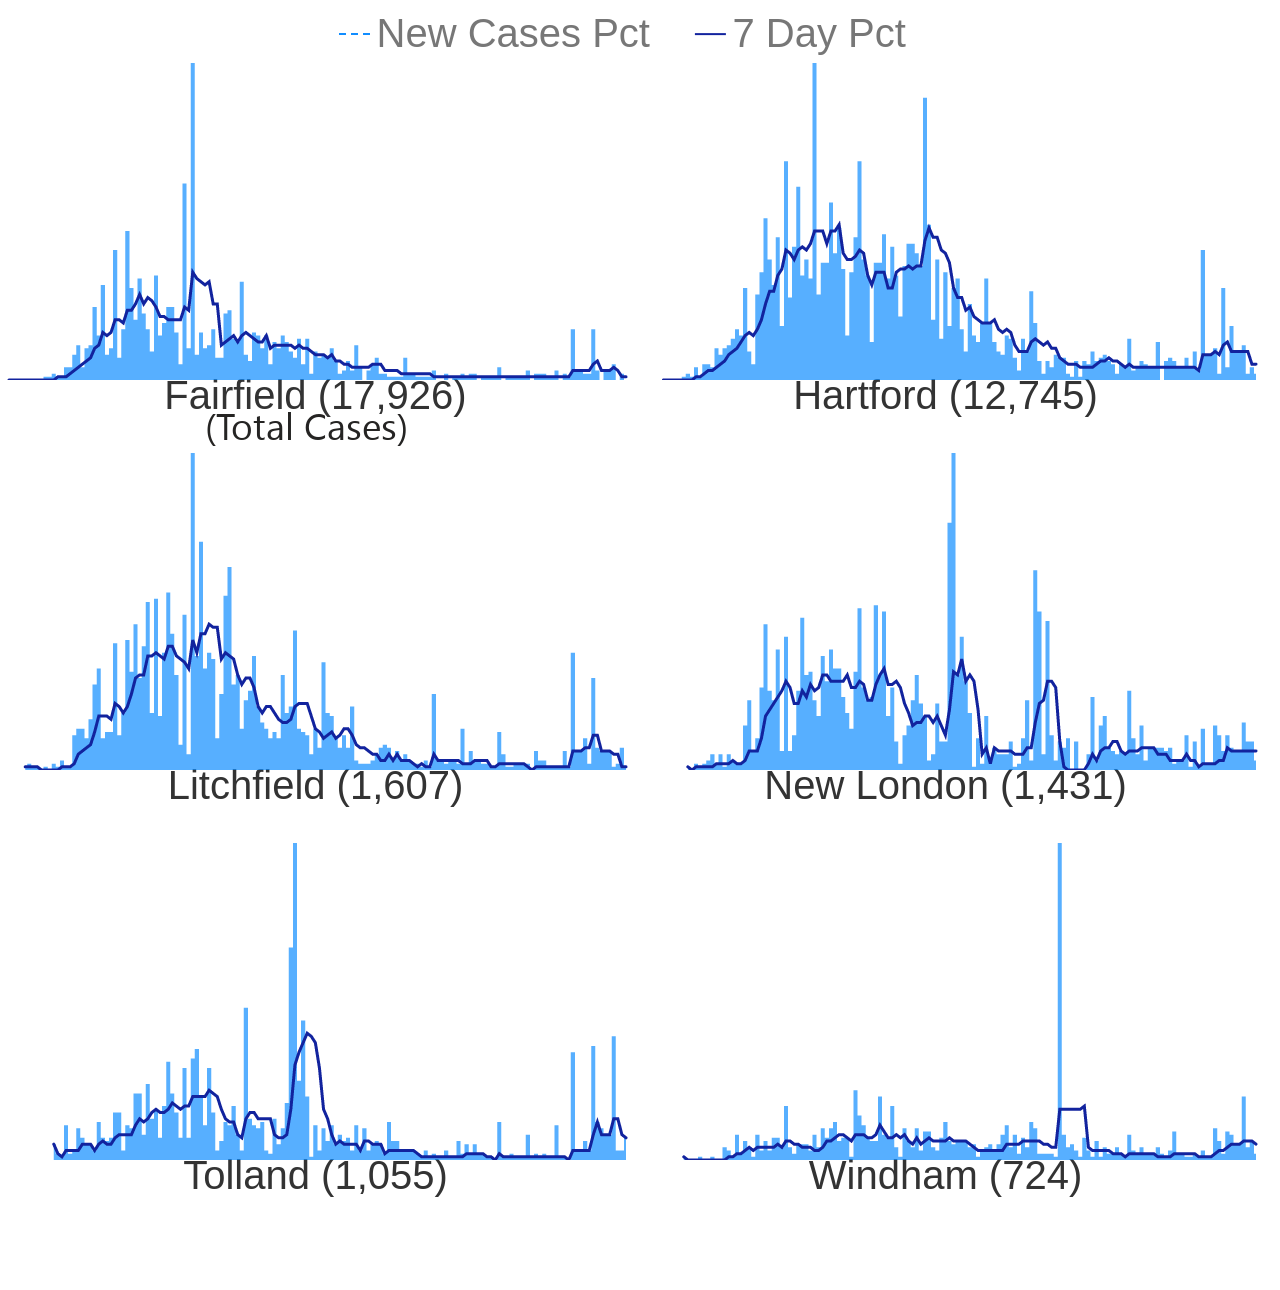 New Cases Pct 7 Day Pct
Fairfield (17,926)
(Total Cases)
Hartford (12,745)
Litchfield (1,607)
New London (1,431)
Tolland (1,055)
Windham (724)